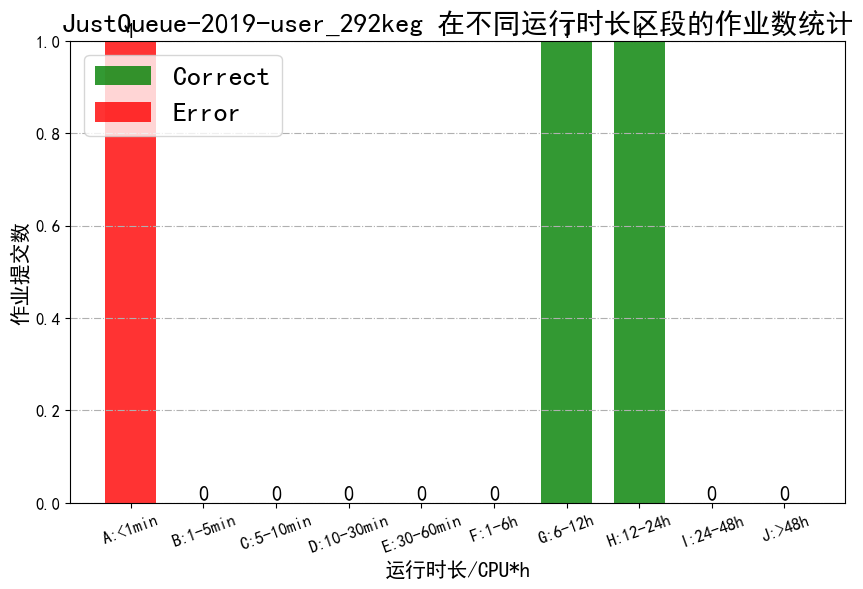 JustQueue-2019-user_292keg 在不同运行时长区段的作业数统计
Correct
Error
作业提交数
1.0
0.8
0.6
0.4
0.2
0.0
0 0 0 0 0 0 0
A:<1min B:1-5min C:5-10min D:10-30min E:30-60min F:1-6h G:6-12h H:12-24h I:24-48h J:>48h
运行时长/CPU*h